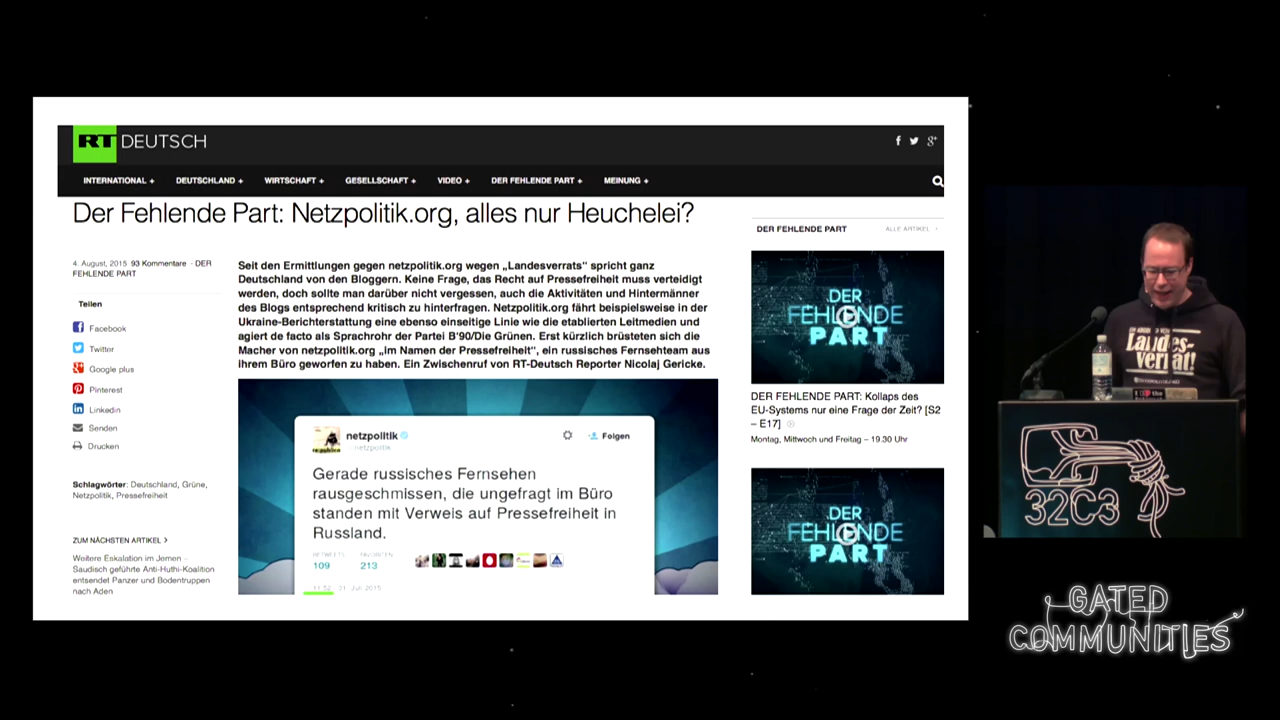 RT DEUTSCH
INTERNATIONAL + DEUTSCHLAND + WIRTSCHAFT + GESELLSCHAFT + VIDEO + DER FEHLENDE PART + MEINUNG +
Der Fehlende Part: Netzpolitik.org, alles nur Heuchelei?
4. August, 2015 93 Kommentare - DER
FEHLENDE PART
Teilen
Facebook
Twitter
Google plus
Pinterest
Linkedin
Senden
Drucken
Schlagwörter: Deutschland, Grüne,
Netzpolitik, Pressefreiheit
ZUM NÄCHSTEN ARTIKEL >
Weitere Eskalation im Jemen –
Saudisch geführte Anti-Huthi-Koalition
entsendet Panzer und Bodentruppen
nach Aden
Seit den Ermittlungen gegen netzpolitik.org wegen „Landesverrats“ spricht ganz
Deutschland von den Bloggern. Keine Frage, das Recht auf Pressefreiheit muss verteidigt
werden, doch sollte man darüber nicht vergessen, auch die Aktivitäten und Hintermänner
des Blogs entsprechend kritisch zu hinterfragen. Netzpolitik.org fährt beispielsweise in der
Ukraine-Berichterstattung eine ebenso einseitige Linie wie die etablierten Leitmedien und
agiert de facto als Sprachrohr der Partei B'90/Die Grünen. Erst kürzlich brüsteten sich die
Macher von netzpolitik.org „im Namen der Pressefreiheit“, ein russisches Fernsehteam aus
ihrem Büro geworfen zu haben. Ein Zwischenruf von RT-Deutsch Reporter Nicolaj Gericke.
netzpolitik
netzpolitik
Folgen
Gerade russisches Fernsehen
rausgeschmissen, die ungefragt im Büro
standen mit Verweis auf Pressefreiheit in
Russland.
RETWEETS FAVORITEN
109 213
11:52 21. Juli 2015
DER FEHLENDE PART ALLE ARTIKEL >
DER
FEHLENDE
PART
DER FEHLENDE PART: Kollaps des
EU-Systems nur eine Frage der Zeit? [S2
– E17]
Montag, Mittwoch und Freitag – 19.30 Uhr
DER
FEHLENDE
PART
Landes-
verrat!
32C3
GATED
COMMUNITIES